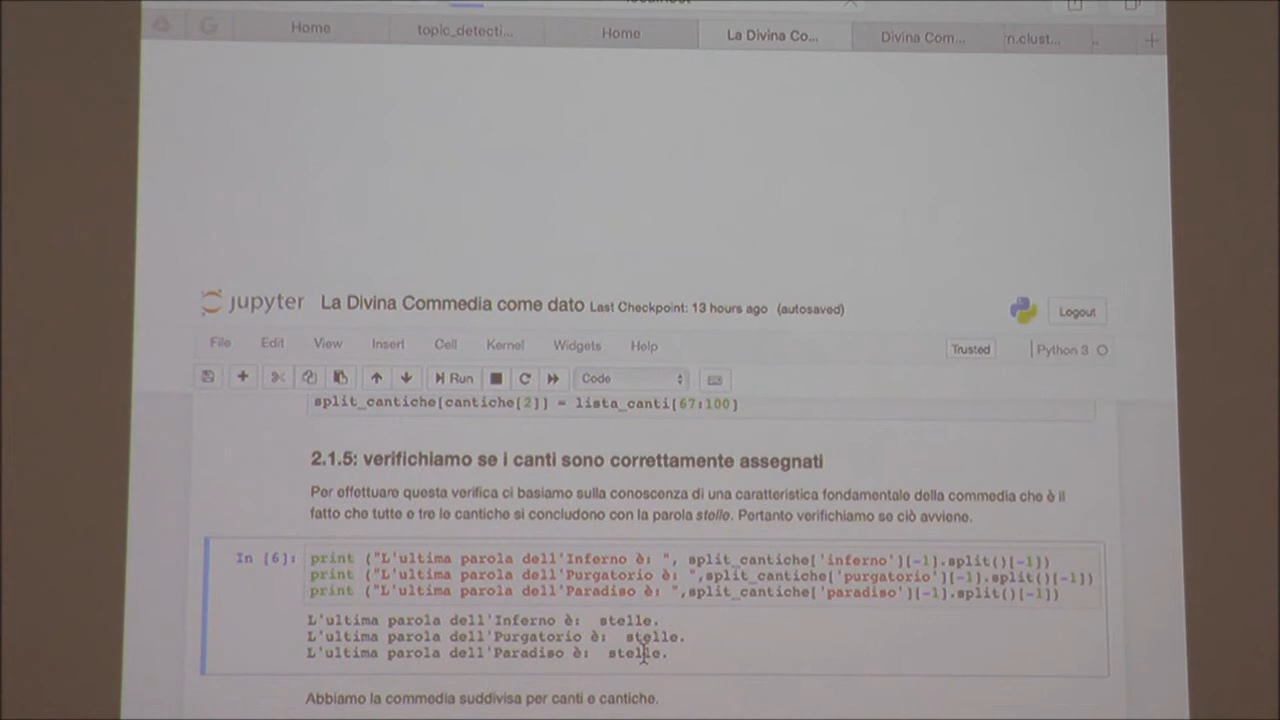 Home topic_detecti... Home La Divina Co... Divina Com... n.clust... ..
jupyter La Divina Commedia come dato Last Checkpoint: 13 hours ago (autosaved) Logout
File Edit View Insert Cell Kernel Widgets Help Trusted Python 3
Run Code
split_cantiche[cantiche[2]] = lista_canti[67:100]
2.1.5: verifichiamo se i canti sono correttamente assegnati
Per effettuare questa verifica ci basiamo sulla conoscenza di una caratteristica fondamentale della commedia che è il
fatto che tutte e tre le cantiche si concludono con la parola stelle. Pertanto verifichiamo se ciò avviene.
In [6]: print ("L'ultima parola dell'Inferno è: ", split_cantiche['inferno'][-1].split()[-1])
print ("L'ultima parola dell'Purgatorio è: ",split_cantiche['purgatorio'][-1].split()[-1])
print ("L'ultima parola dell'Paradiso è: ",split_cantiche['paradiso'][-1].split()[-1])
L'ultima parola dell'Inferno è:  stelle.
L'ultima parola dell'Purgatorio è:  stelle.
L'ultima parola dell'Paradiso è:  stelle.
Abbiamo la commedia suddivisa per canti e cantiche.